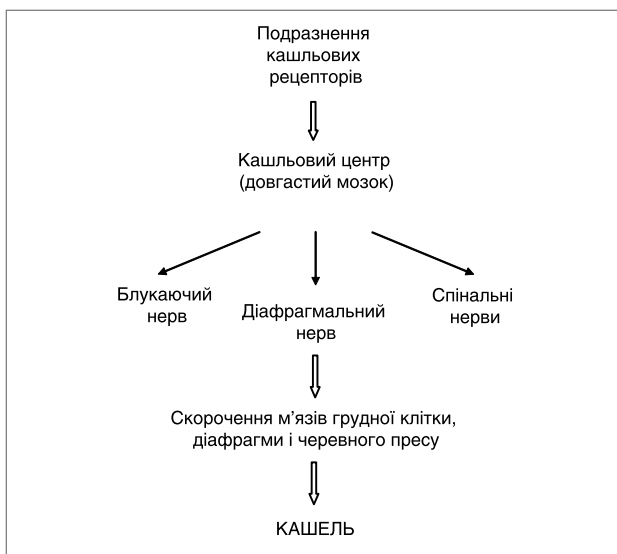 Подразнення
кашльових
рецепторів
Кашльовий центр
(довгастий мозок)
Блукаючий
нерв
Діафрагмальний
нерв
Спінальні
нерви
Скорочення м’язів грудної клітки,
діафрагми і черевного пресу
КАШЕЛЬ